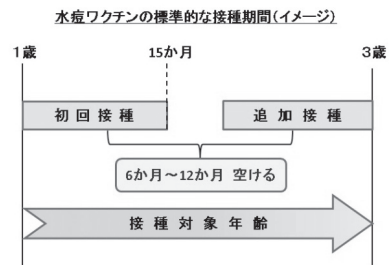 水痘ワクチンの標準的な接種期間(イメージ)
1歳 15か月 3歳
初回接種 追加接種
6か月～12か月 空ける
接種対象年齢